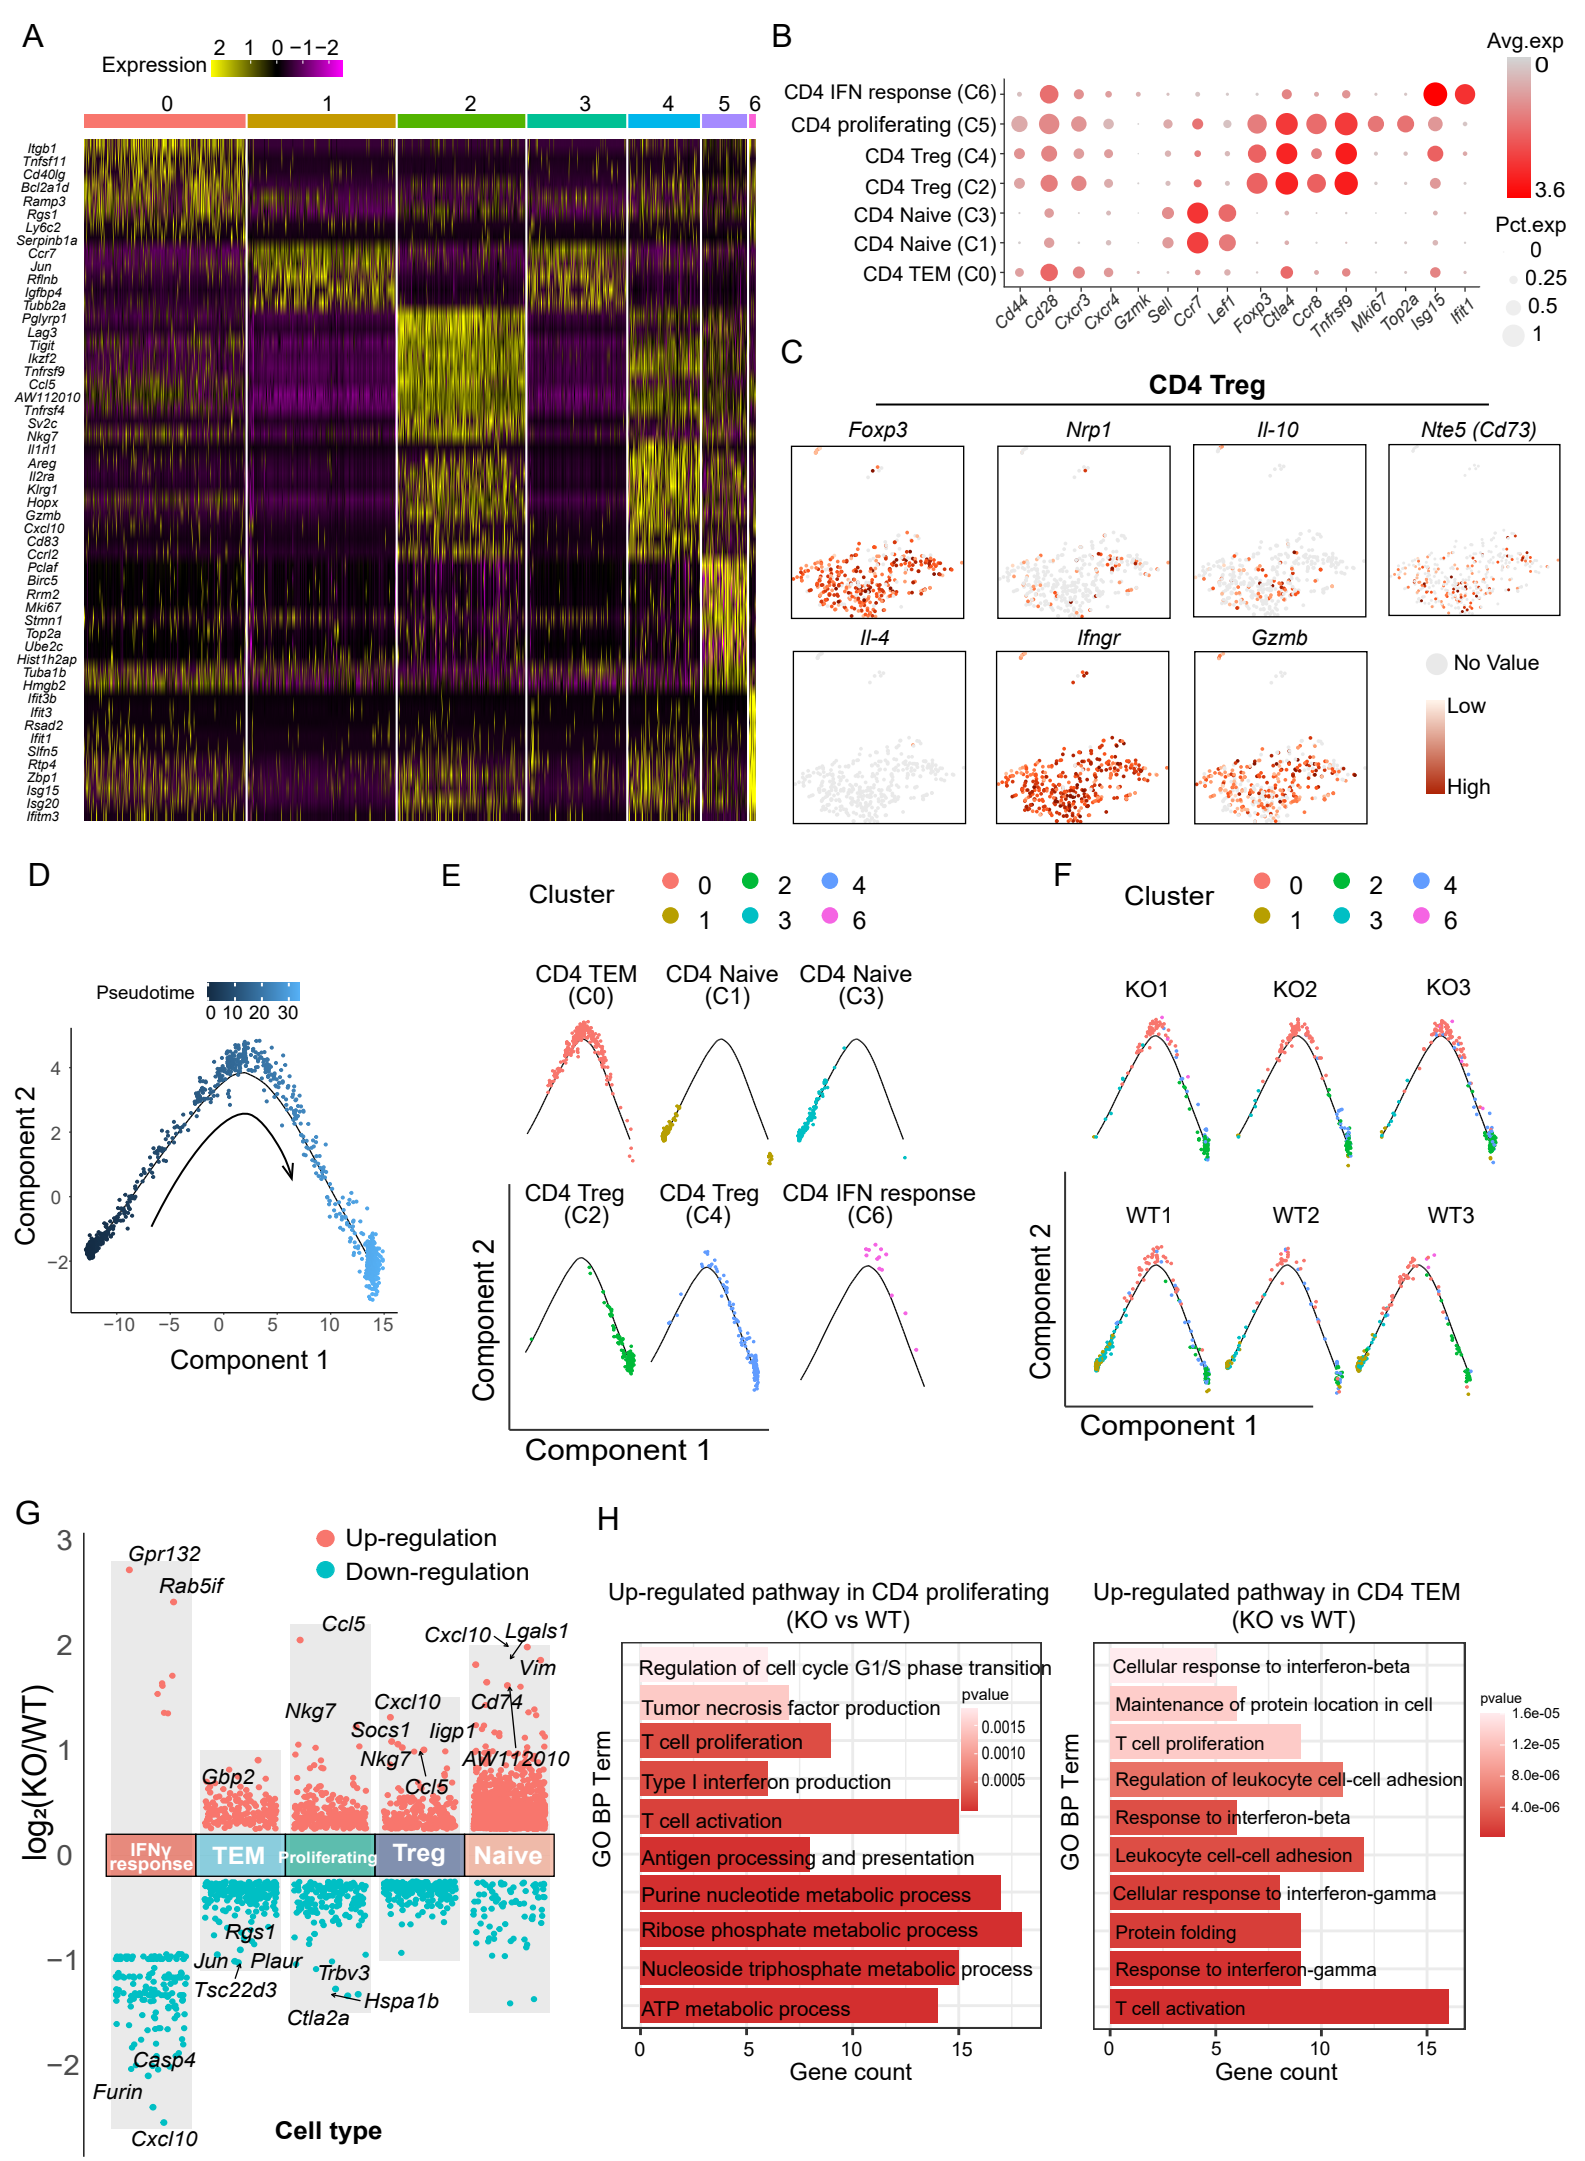 A
Expression
2 1 0 −1 −2
0 1 2 3 4 5 6
Itgb1
Tnfsf11
Cd40lg
Bcl2a1d
Ramp3
Rgs1
Ly6c2
Serpinb1a
Ccr7
Jun
Rflnb
Igfbp4
Tubb2a
Pglyrp1
Lag3
Tigit
Ikzf2
Tnfrsf9
Ccl5
AW112010
Tnfrsf4
Sv2c
Nkg7
Il1rl1
Areg
Il2ra
Klrg1
Hopx
Gzmb
Cxcl10
Cd83
Ccrl2
Pclaf
Birc5
Rrm2
Mki67
Stmn1
Top2a
Ube2c
Hist1h2ap
Tuba1b
Hmgb2
Ifit3b
Ifit3
Rsad2
Ifit1
Slfn5
Rtp4
Zbp1
Isg15
Isg20
Ifitm3
B
CD4 IFN response (C6)
CD4 proliferating (C5)
CD4 Treg (C4)
CD4 Treg (C2)
CD4 Naive (C3)
CD4 Naive (C1)
CD4 TEM (C0)
Cd44 Cd28 Cxcr3 Cxcr4 Gzmk Sell Ccr7 Lef1 Foxp3 Ctla4 Ccr8 Tnfrsf9 Mki67 Top2a Isg15 Ifit1
Avg.exp
0
3.6
Pct.exp
0
0.25
0.5
1
C
CD4 Treg
Foxp3 Nrp1 Il-10 Nte5 (Cd73)
Il-4 Ifngr Gzmb
No Value
Low
High
D
Pseudotime
0 10 20 30
Component 2
4
2
0
−2
−10 −5 0 5 10 15
Component 1
E
Cluster
0 2 4
1 3 6
CD4 TEM (C0)
CD4 Naive (C1)
CD4 Naive (C3)
CD4 Treg (C2)
CD4 Treg (C4)
CD4 IFN response (C6)
Component 2
Component 1
F
Cluster
0 2 4
1 3 6
KO1 KO2 KO3
WT1 WT2 WT3
Component 2
Component 1
G
log₂(KO/WT)
3
2
1
0
−1
−2
Up-regulation
Down-regulation
Gpr132
Rab5if
Ccl5
Cxcl10 Lgals1
Vim
Nkg7
Cxcl10
Cd74
Socs1 Iigp1
Nkg7
AW112010
Gbp2
Ccl5
IFNγ response
TEM
Proliferating
Treg
Naive
Rgs1
Jun Plaur
Tsc22d3
Trbv3
Hspa1b
Ctla2a
Casp4
Furin
Cxcl10
Cell type
H
Up-regulated pathway in CD4 proliferating
(KO vs WT)
GO BP Term
Regulation of cell cycle G1/S phase transition
Tumor necrosis factor production
T cell proliferation
Type I interferon production
T cell activation
Antigen processing and presentation
Purine nucleotide metabolic process
Ribose phosphate metabolic process
Nucleoside triphosphate metabolic process
ATP metabolic process
pvalue
0.0015
0.0010
0.0005
0 5 10 15
Gene count
Up-regulated pathway in CD4 TEM
(KO vs WT)
GO BP Term
Cellular response to interferon-beta
Maintenance of protein location in cell
T cell proliferation
Regulation of leukocyte cell-cell adhesion
Response to interferon-beta
Leukocyte cell-cell adhesion
Cellular response to interferon-gamma
Protein folding
Response to interferon-gamma
T cell activation
pvalue
1.6e-05
1.2e-05
8.0e-06
4.0e-06
0 5 10 15
Gene count